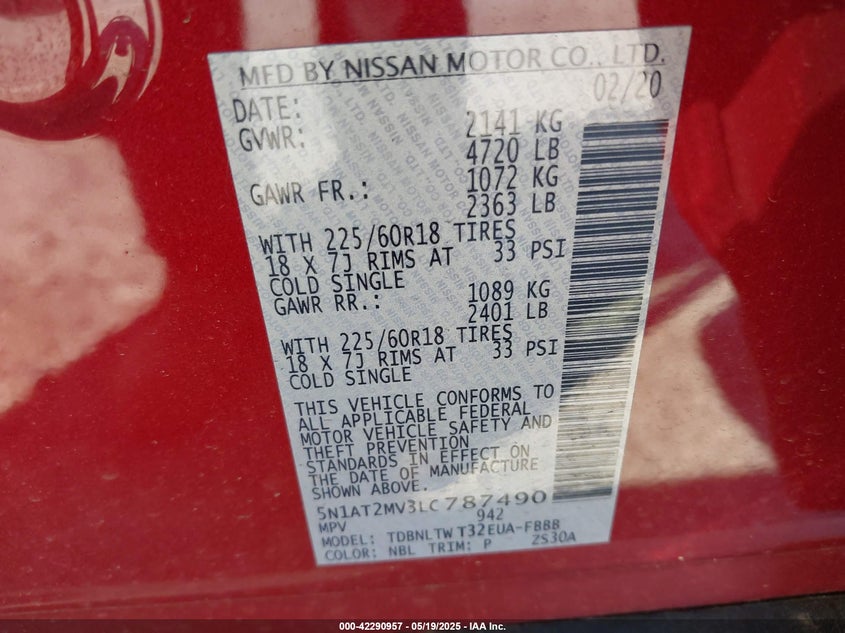 MFD BY NISSAN MOTOR CO., LTD.
DATE: 02/20
GVWR: 2141 KG
4720 LB
GAWR FR.: 1072 KG
2363 LB
WITH 225/60R18 TIRES
18 X 7J RIMS AT 33 PSI
COLD SINGLE
GAWR RR.: 1089 KG
2401 LB
WITH 225/60R18 TIRES
18 X 7J RIMS AT 33 PSI
COLD SINGLE
THIS VEHICLE CONFORMS TO
ALL APPLICABLE FEDERAL
MOTOR VEHICLE SAFETY AND
THEFT PREVENTION
STANDARDS IN EFFECT ON
THE DATE OF MANUFACTURE
SHOWN ABOVE.
5N1AT2MV3LC787490
MPV 942
MODEL: TDBNLTW T32EUA-FBBB
COLOR: NBL TRIM: P ZS30A
000-42290957 - 05/19/2025 - IAA Inc.